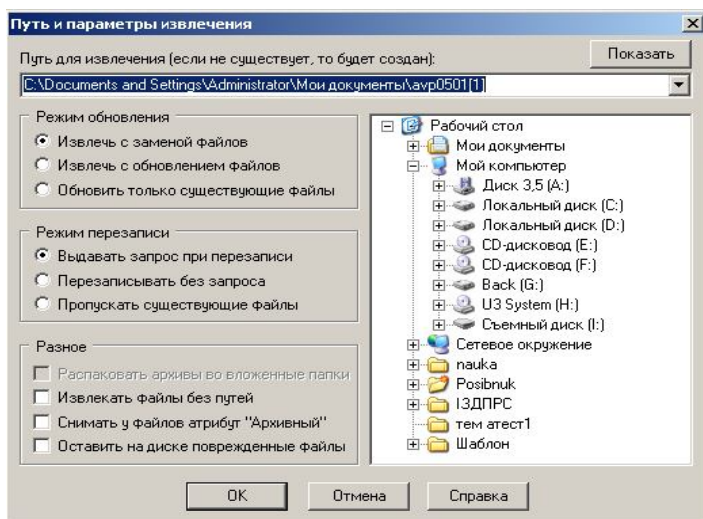 Путь и параметры извлечения
Путь для извлечения (если не существует, то будет создан):
Показать
C:\Documents and Settings\Administrator\Мои документы\avp0501[1]
Режим обновления
Извлечь с заменой файлов
Извлечь с обновлением файлов
Обновить только существующие файлы
Режим перезаписи
Выдавать запрос при перезаписи
Перезаписывать без запроса
Пропускать существующие файлы
Разное
Распаковать архивы во вложенные папки
Извлекать файлы без путей
Снимать у файлов атрибут "Архивный"
Оставить на диске поврежденные файлы
Рабочий стол
Мои документы
Мой компьютер
Диск 3,5 (A:)
Локальный диск (C:)
Локальный диск (D:)
CD-дисковод (E:)
CD-дисковод (F:)
Back (G:)
U3 System (H:)
Съемный диск (I:)
Сетевое окружение
nauka
Posibnuk
ІЗДПРС
тем атест1
Шаблон
OK
Отмена
Справка